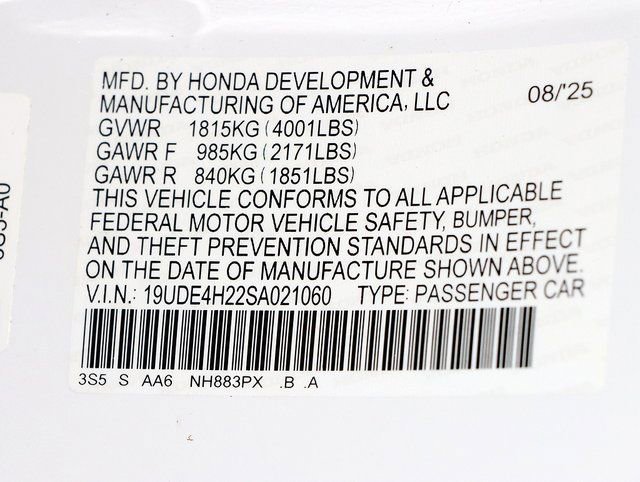 MFD. BY HONDA DEVELOPMENT &
MANUFACTURING OF AMERICA, LLC 08/'25
GVWR 1815KG (4001LBS)
GAWR F 985KG (2171LBS)
GAWR R 840KG (1851LBS)
THIS VEHICLE CONFORMS TO ALL APPLICABLE
FEDERAL MOTOR VEHICLE SAFETY, BUMPER,
AND THEFT PREVENTION STANDARDS IN EFFECT
ON THE DATE OF MANUFACTURE SHOWN ABOVE.
V.I.N.: 19UDE4H22SA021060 TYPE: PASSENGER CAR
3S5 S AA6 NH883PX .B .A